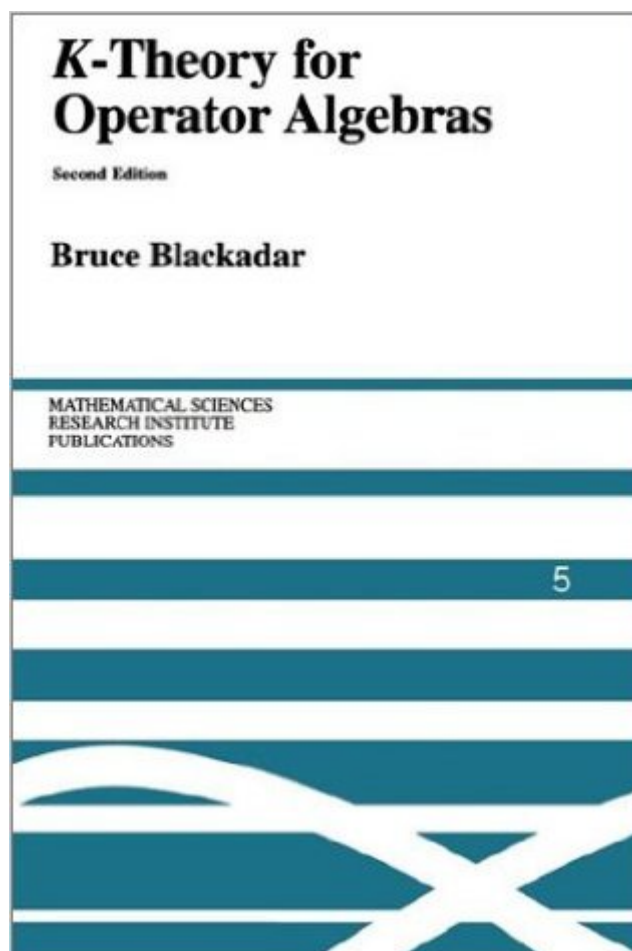 K-Theory for
Operator Algebras
Second Edition
Bruce Blackadar
MATHEMATICAL SCIENCES
RESEARCH INSTITUTE
PUBLICATIONS
5